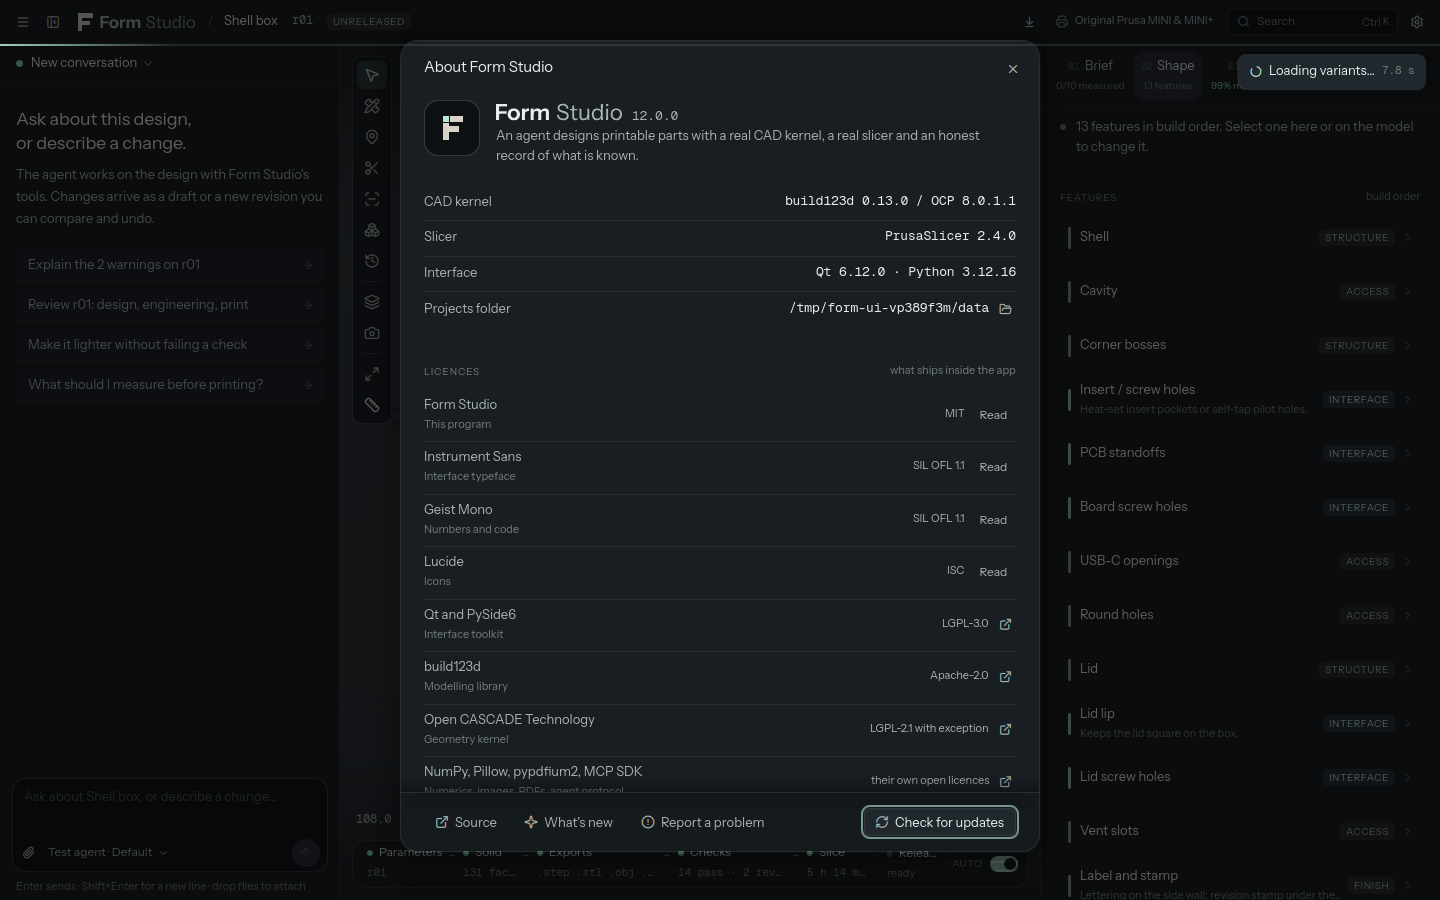 Form Studio / Shell box r01 UNRELEASED
Original Prusa MINI & MINI+
Search Ctrl K
New conversation
Ask about this design,
or describe a change.
The agent works on the design with Form Studio's
tools. Changes arrive as a draft or a new revision you
can compare and undo.
Explain the 2 warnings on r01
Review r01: design, engineering, print
Make it lighter without failing a check
What should I measure before printing?
Ask about Shell box, or describe a change...
Test agent · Default
Enter sends · Shift+Enter for a new line · drop files to attach
About Form Studio
Form Studio 12.0.0
An agent designs printable parts with a real CAD kernel, a real slicer and an honest
record of what is known.
CAD kernel build123d 0.13.0 / OCP 8.0.1.1
Slicer PrusaSlicer 2.4.0
Interface Qt 6.12.0 · Python 3.12.16
Projects folder /tmp/form-ui-vp389f3m/data
LICENCES what ships inside the app
Form Studio MIT Read
This program
Instrument Sans SIL OFL 1.1 Read
Interface typeface
Geist Mono SIL OFL 1.1 Read
Numbers and code
Lucide ISC Read
Icons
Qt and PySide6 LGPL-3.0
Interface toolkit
build123d Apache-2.0
Modelling library
Open CASCADE Technology LGPL-2.1 with exception
Geometry kernel
NumPy, Pillow, pypdfium2, MCP SDK their own open licences
Numerics, images, PDFs, agent protocol
Source What's new Report a problem Check for updates
108.0
Parameters ... Solid ... Exports ... Checks ... Slice ... Relea...
r01 131 fac... .step .stl .obj ... 14 pass · 2 rev... 5 h 14 m... ready
AUTO
01 Brief 02 Shape
0/10 measured 13 features 99%
Loading variants... 7.8 s
13 features in build order. Select one here or on the model
to change it.
FEATURES build order
Shell STRUCTURE
Cavity ACCESS
Corner bosses STRUCTURE
Insert / screw holes INTERFACE
Heat-set insert pockets or self-tap pilot holes.
PCB standoffs INTERFACE
Board screw holes INTERFACE
USB-C openings ACCESS
Round holes ACCESS
Lid STRUCTURE
Lid lip INTERFACE
Keeps the lid square on the box.
Lid screw holes INTERFACE
Vent slots ACCESS
Label and stamp FINISH
Lettering on the side wall; revision stamp under the...